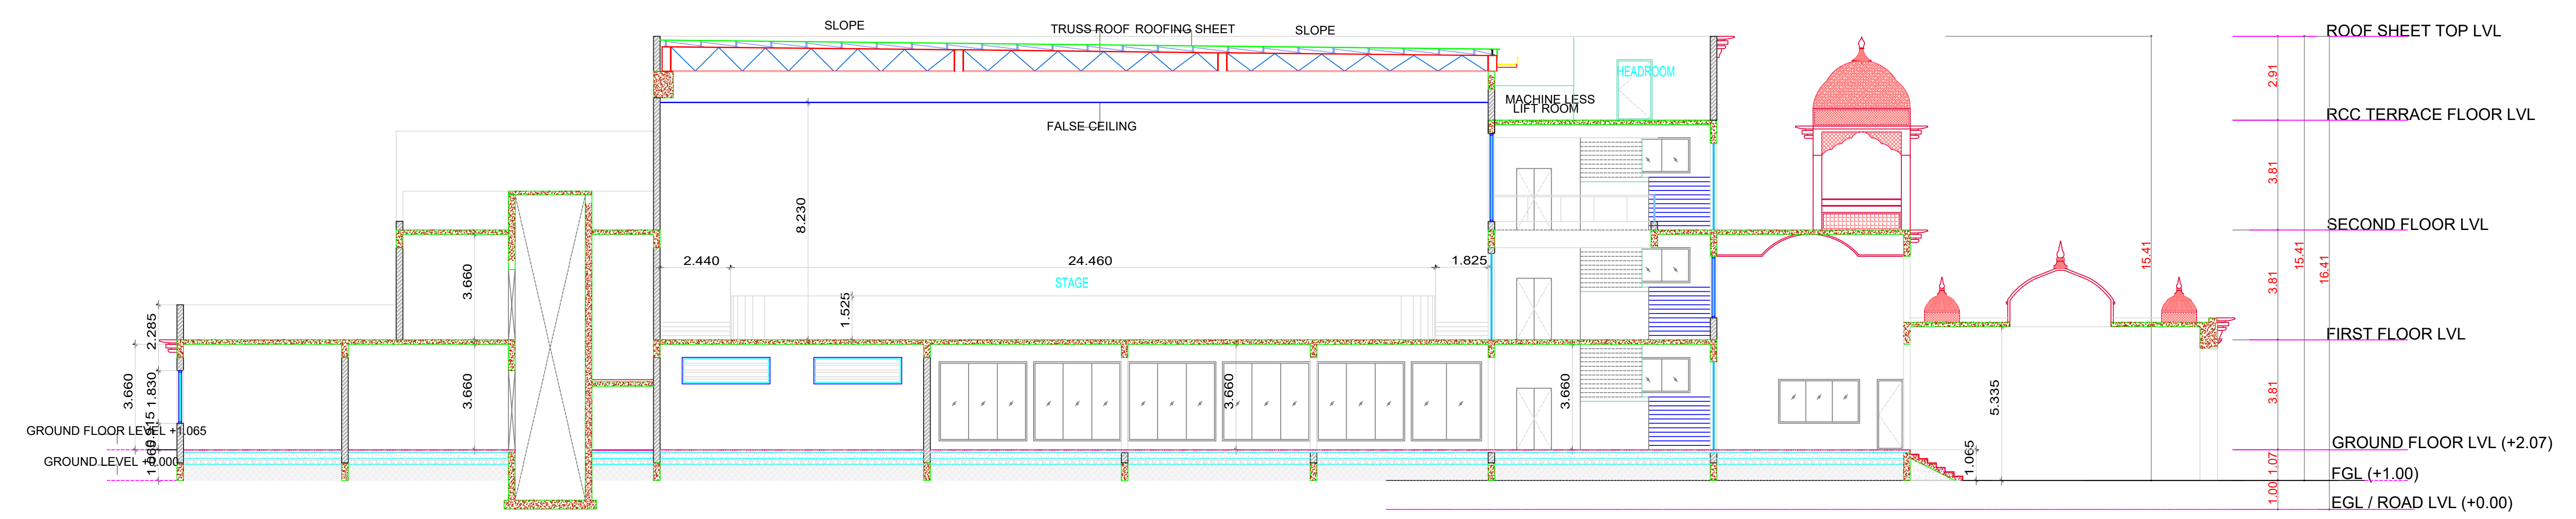 SLOPE
TRUSS ROOF ROOFING SHEET
SLOPE
ROOF SHEET TOP LVL
HEADROOM
2.91
MACHINE LESS
LIFT ROOM
FALSE CEILING
RCC TERRACE FLOOR LVL
3.81
8.230
SECOND FLOOR LVL
2.440
24.460
1.825
3.660
STAGE
1.525
15.41
3.81
15.41
16.41
2.285
FIRST FLOOR LVL
3.660
1.830
3.660
3.660
3.660
5.335
3.81
.915
GROUND FLOOR LEVEL +1.065
1.065
GROUND LEVEL +0.000
1.065
GROUND FLOOR LVL (+2.07)
1.07
FGL (+1.00)
1.00
EGL / ROAD LVL (+0.00)